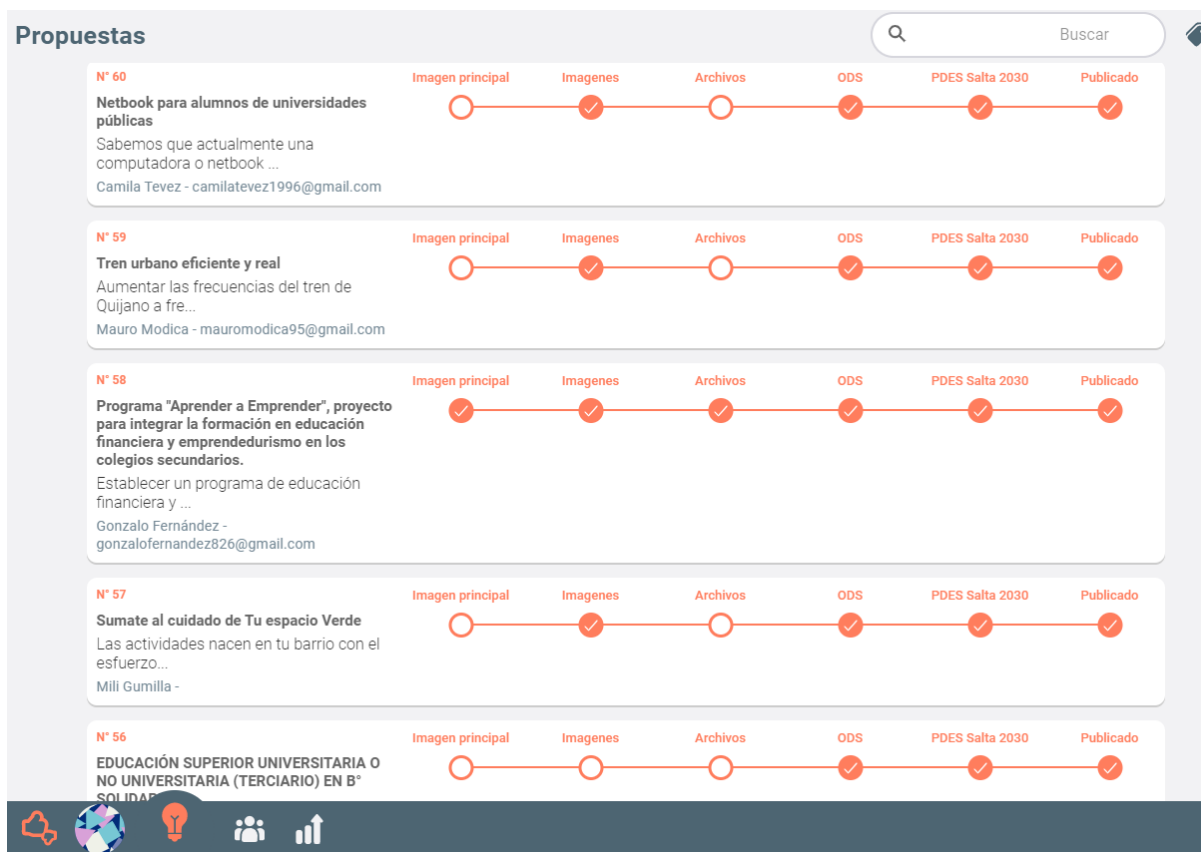 Propuestas
Buscar
N° 60
Imagen principal Imagenes Archivos ODS PDES Salta 2030 Publicado
Netbook para alumnos de universidades
públicas
Sabemos que actualmente una
computadora o netbook ...
Camila Tevez - camilatevez1996@gmail.com
N° 59
Imagen principal Imagenes Archivos ODS PDES Salta 2030 Publicado
Tren urbano eficiente y real
Aumentar las frecuencias del tren de
Quijano a fre...
Mauro Modica - mauromodica95@gmail.com
N° 58
Imagen principal Imagenes Archivos ODS PDES Salta 2030 Publicado
Programa "Aprender a Emprender", proyecto
para integrar la formación en educación
financiera y emprendedurismo en los
colegios secundarios.
Establecer un programa de educación
financiera y ...
Gonzalo Fernández -
gonzalofernandez826@gmail.com
N° 57
Imagen principal Imagenes Archivos ODS PDES Salta 2030 Publicado
Sumate al cuidado de Tu espacio Verde
Las actividades nacen en tu barrio con el
esfuerzo...
Mili Gumilla -
N° 56
Imagen principal Imagenes Archivos ODS PDES Salta 2030 Publicado
EDUCACIÓN SUPERIOR UNIVERSITARIA O
NO UNIVERSITARIA (TERCIARIO) EN B°